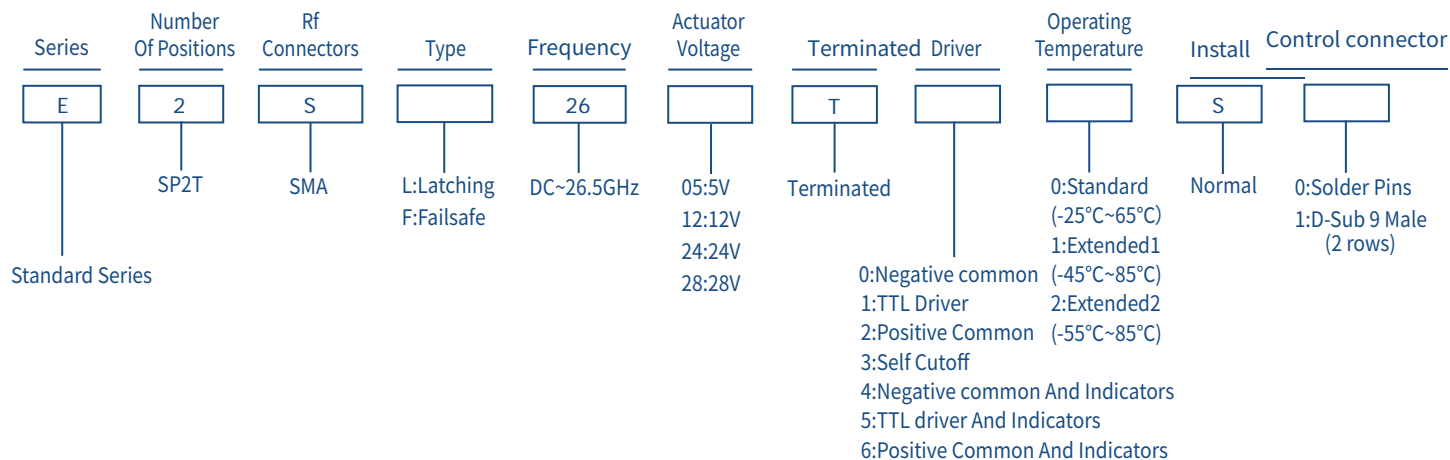 Series
Number
Of Positions
Rf
Connectors
Type
Frequency
Actuator
Voltage
Terminated
Driver
Operating
Temperature
Install
Control connector
E
2
S
26
T
S
Standard Series
SP2T
SMA
L:Latching
F:Failsafe
DC~26.5GHz
05:5V
12:12V
24:24V
28:28V
Terminated
0:Negative common
1:TTL Driver
2:Positive Common
3:Self Cutoff
4:Negative common And Indicators
5:TTL driver And Indicators
6:Positive Common And Indicators
0:Standard
(-25°C~65°C)
1:Extended1
(-45°C~85°C)
2:Extended2
(-55°C~85°C)
Normal
0:Solder Pins
1:D-Sub 9 Male
(2 rows)